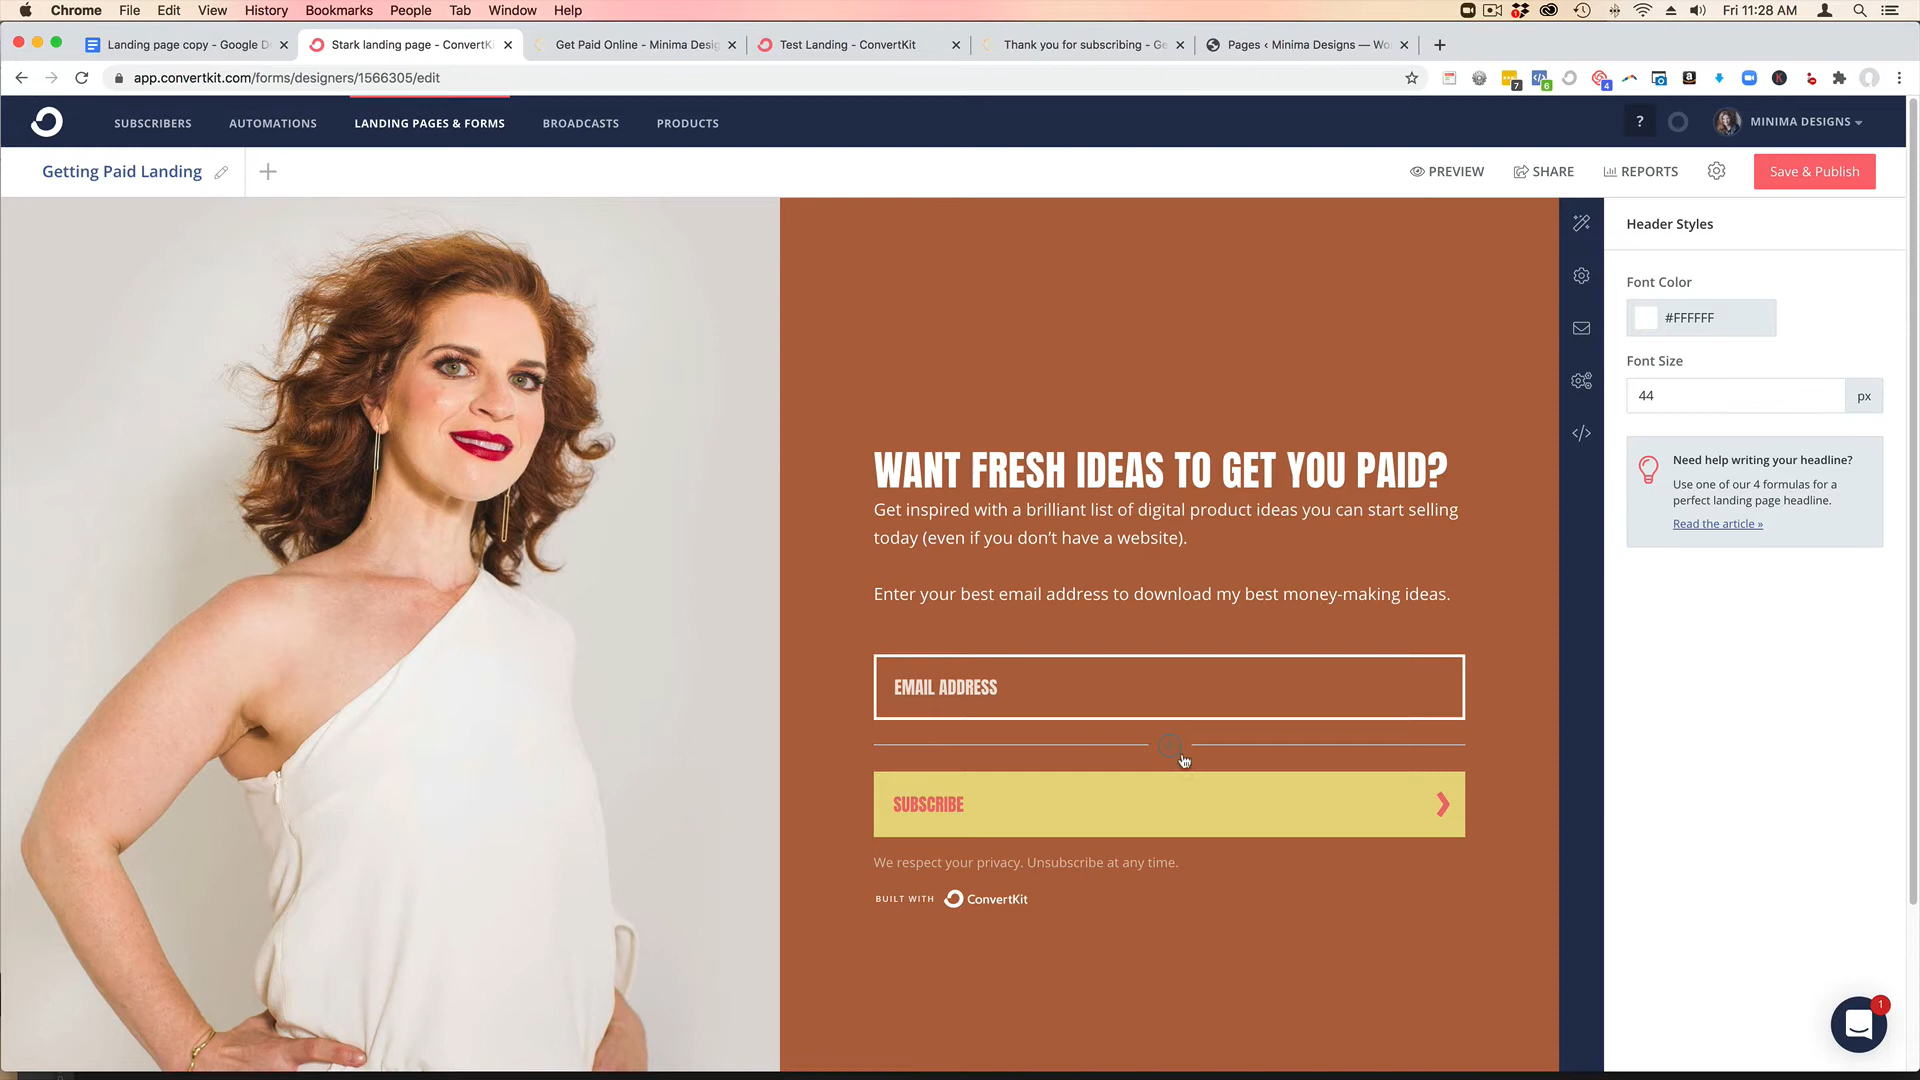 Chrome File Edit View History Bookmarks People Tab Window Help
Fri 11:28 AM
Landing page copy - Google D
Stark landing page - ConvertKi
Get Paid Online - Minima Desig
Test Landing - ConvertKit
Thank you for subscribing - Ge
Pages ‹ Minima Designs — Wo
app.convertkit.com/forms/designers/1566305/edit
7
6
4
SUBSCRIBERS AUTOMATIONS LANDING PAGES & FORMS BROADCASTS PRODUCTS
?
MINIMA DESIGNS
Getting Paid Landing
PREVIEW SHARE REPORTS
Save & Publish
Header Styles
Font Color
#FFFFFF
Font Size
44 px
Need help writing your headline?
Use one of our 4 formulas for a
perfect landing page headline.
Read the article »
WANT FRESH IDEAS TO GET YOU PAID?
Get inspired with a brilliant list of digital product ideas you can start selling
today (even if you don’t have a website).
Enter your best email address to download my best money-making ideas.
EMAIL ADDRESS
SUBSCRIBE
We respect your privacy. Unsubscribe at any time.
BUILT WITH ConvertKit
1